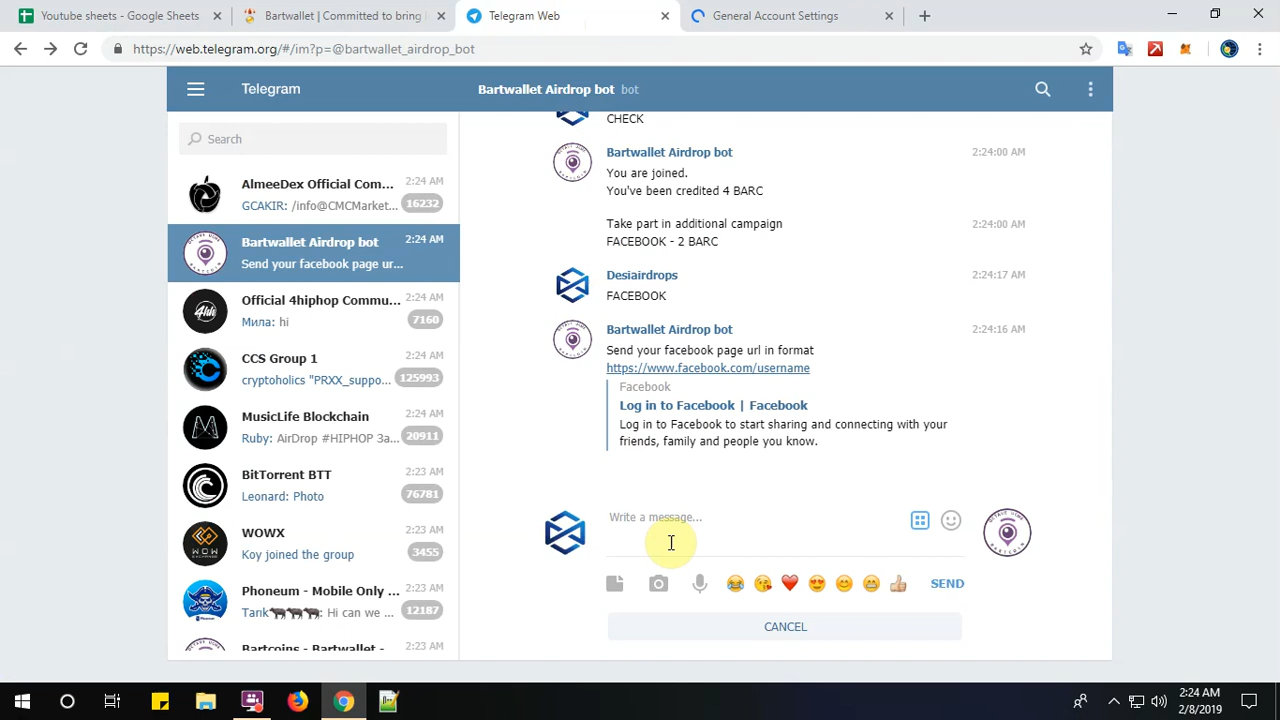 Youtube sheets - Google Sheets
Bartwallet | Committed to bring
Telegram Web
General Account Settings
https://web.telegram.org/#/im?p=@bartwallet_airdrop_bot
Telegram
Bartwallet Airdrop bot bot
Search
AlmeeDex Official Com... 2:24 AM
GCAKIR: /info@CMCMarket... 16232
Bartwallet Airdrop bot 2:24 AM
Send your facebook page ur...
Official 4hiphop Commu... 2:24 AM
Мила: hi 7160
CCS Group 1 2:24 AM
cryptoholics "PRXX_suppo... 125993
MusicLife Blockchain 2:24 AM
Ruby: AirDrop #HIPHOP За... 20911
BitTorrent BTT 2:23 AM
Leonard: Photo 76781
WOWX 2:23 AM
Koy joined the group 3455
Phoneum - Mobile Only ... 2:23 AM
Tank🐃🐃🐃: Hi can we ... 12187
Bartcoins - Bartwallet - 2:23 AM
CHECK
Bartwallet Airdrop bot 2:24:00 AM
You are joined.
You've been credited 4 BARC
Take part in additional campaign 2:24:00 AM
FACEBOOK - 2 BARC
Desiairdrops 2:24:17 AM
FACEBOOK
Bartwallet Airdrop bot 2:24:16 AM
Send your facebook page url in format
https://www.facebook.com/username
Facebook
Log in to Facebook | Facebook
Log in to Facebook to start sharing and connecting with your
friends, family and people you know.
Write a message...
SEND
CANCEL
2:24 AM
2/8/2019